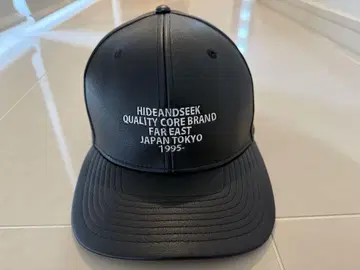 HIDEANDSEEK
QUALITY CORE BRAND
FAR EAST
JAPAN TOKYO
1995-